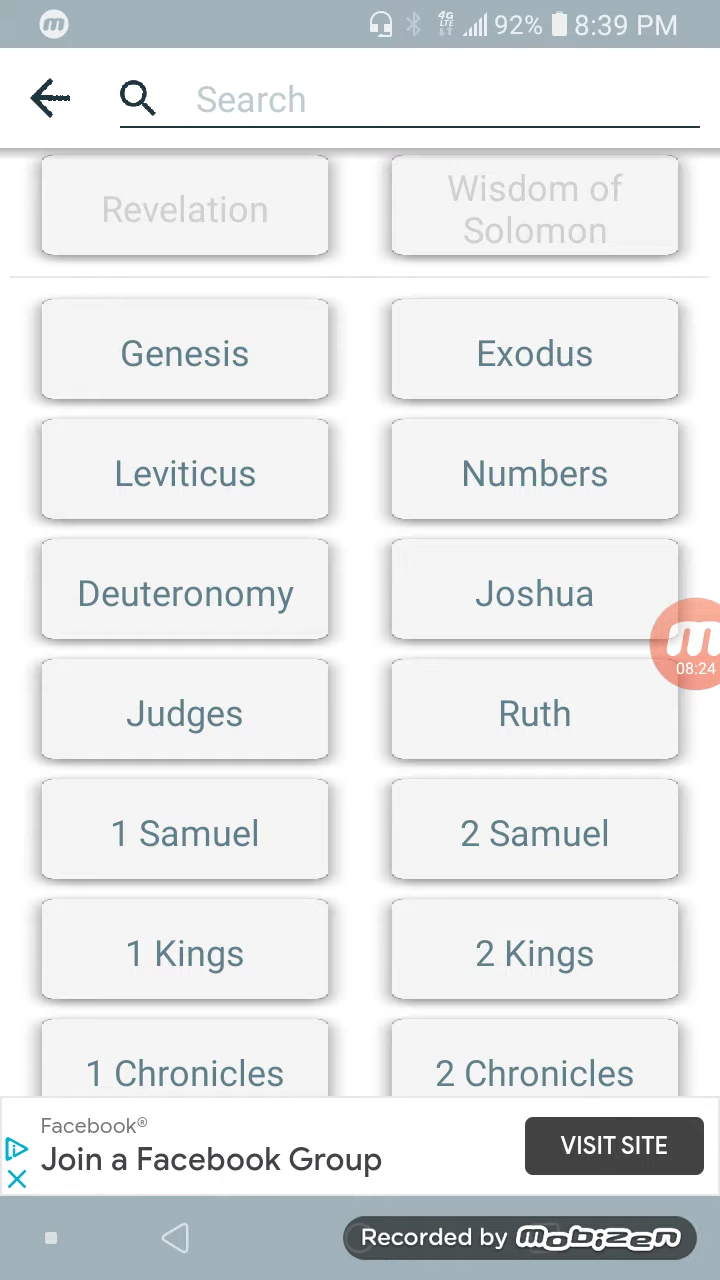 4G
LTE
92%
8:39 PM
Search
Revelation
Wisdom of
Solomon
Genesis
Exodus
Leviticus
Numbers
Deuteronomy
Joshua
m
08:24
Judges
Ruth
1 Samuel
2 Samuel
1 Kings
2 Kings
1 Chronicles
2 Chronicles
Facebook®
Join a Facebook Group
VISIT SITE
Recorded by mobizen